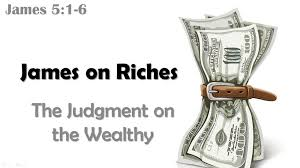 James 5:1-6
James on Riches
The Judgment on
the Wealthy